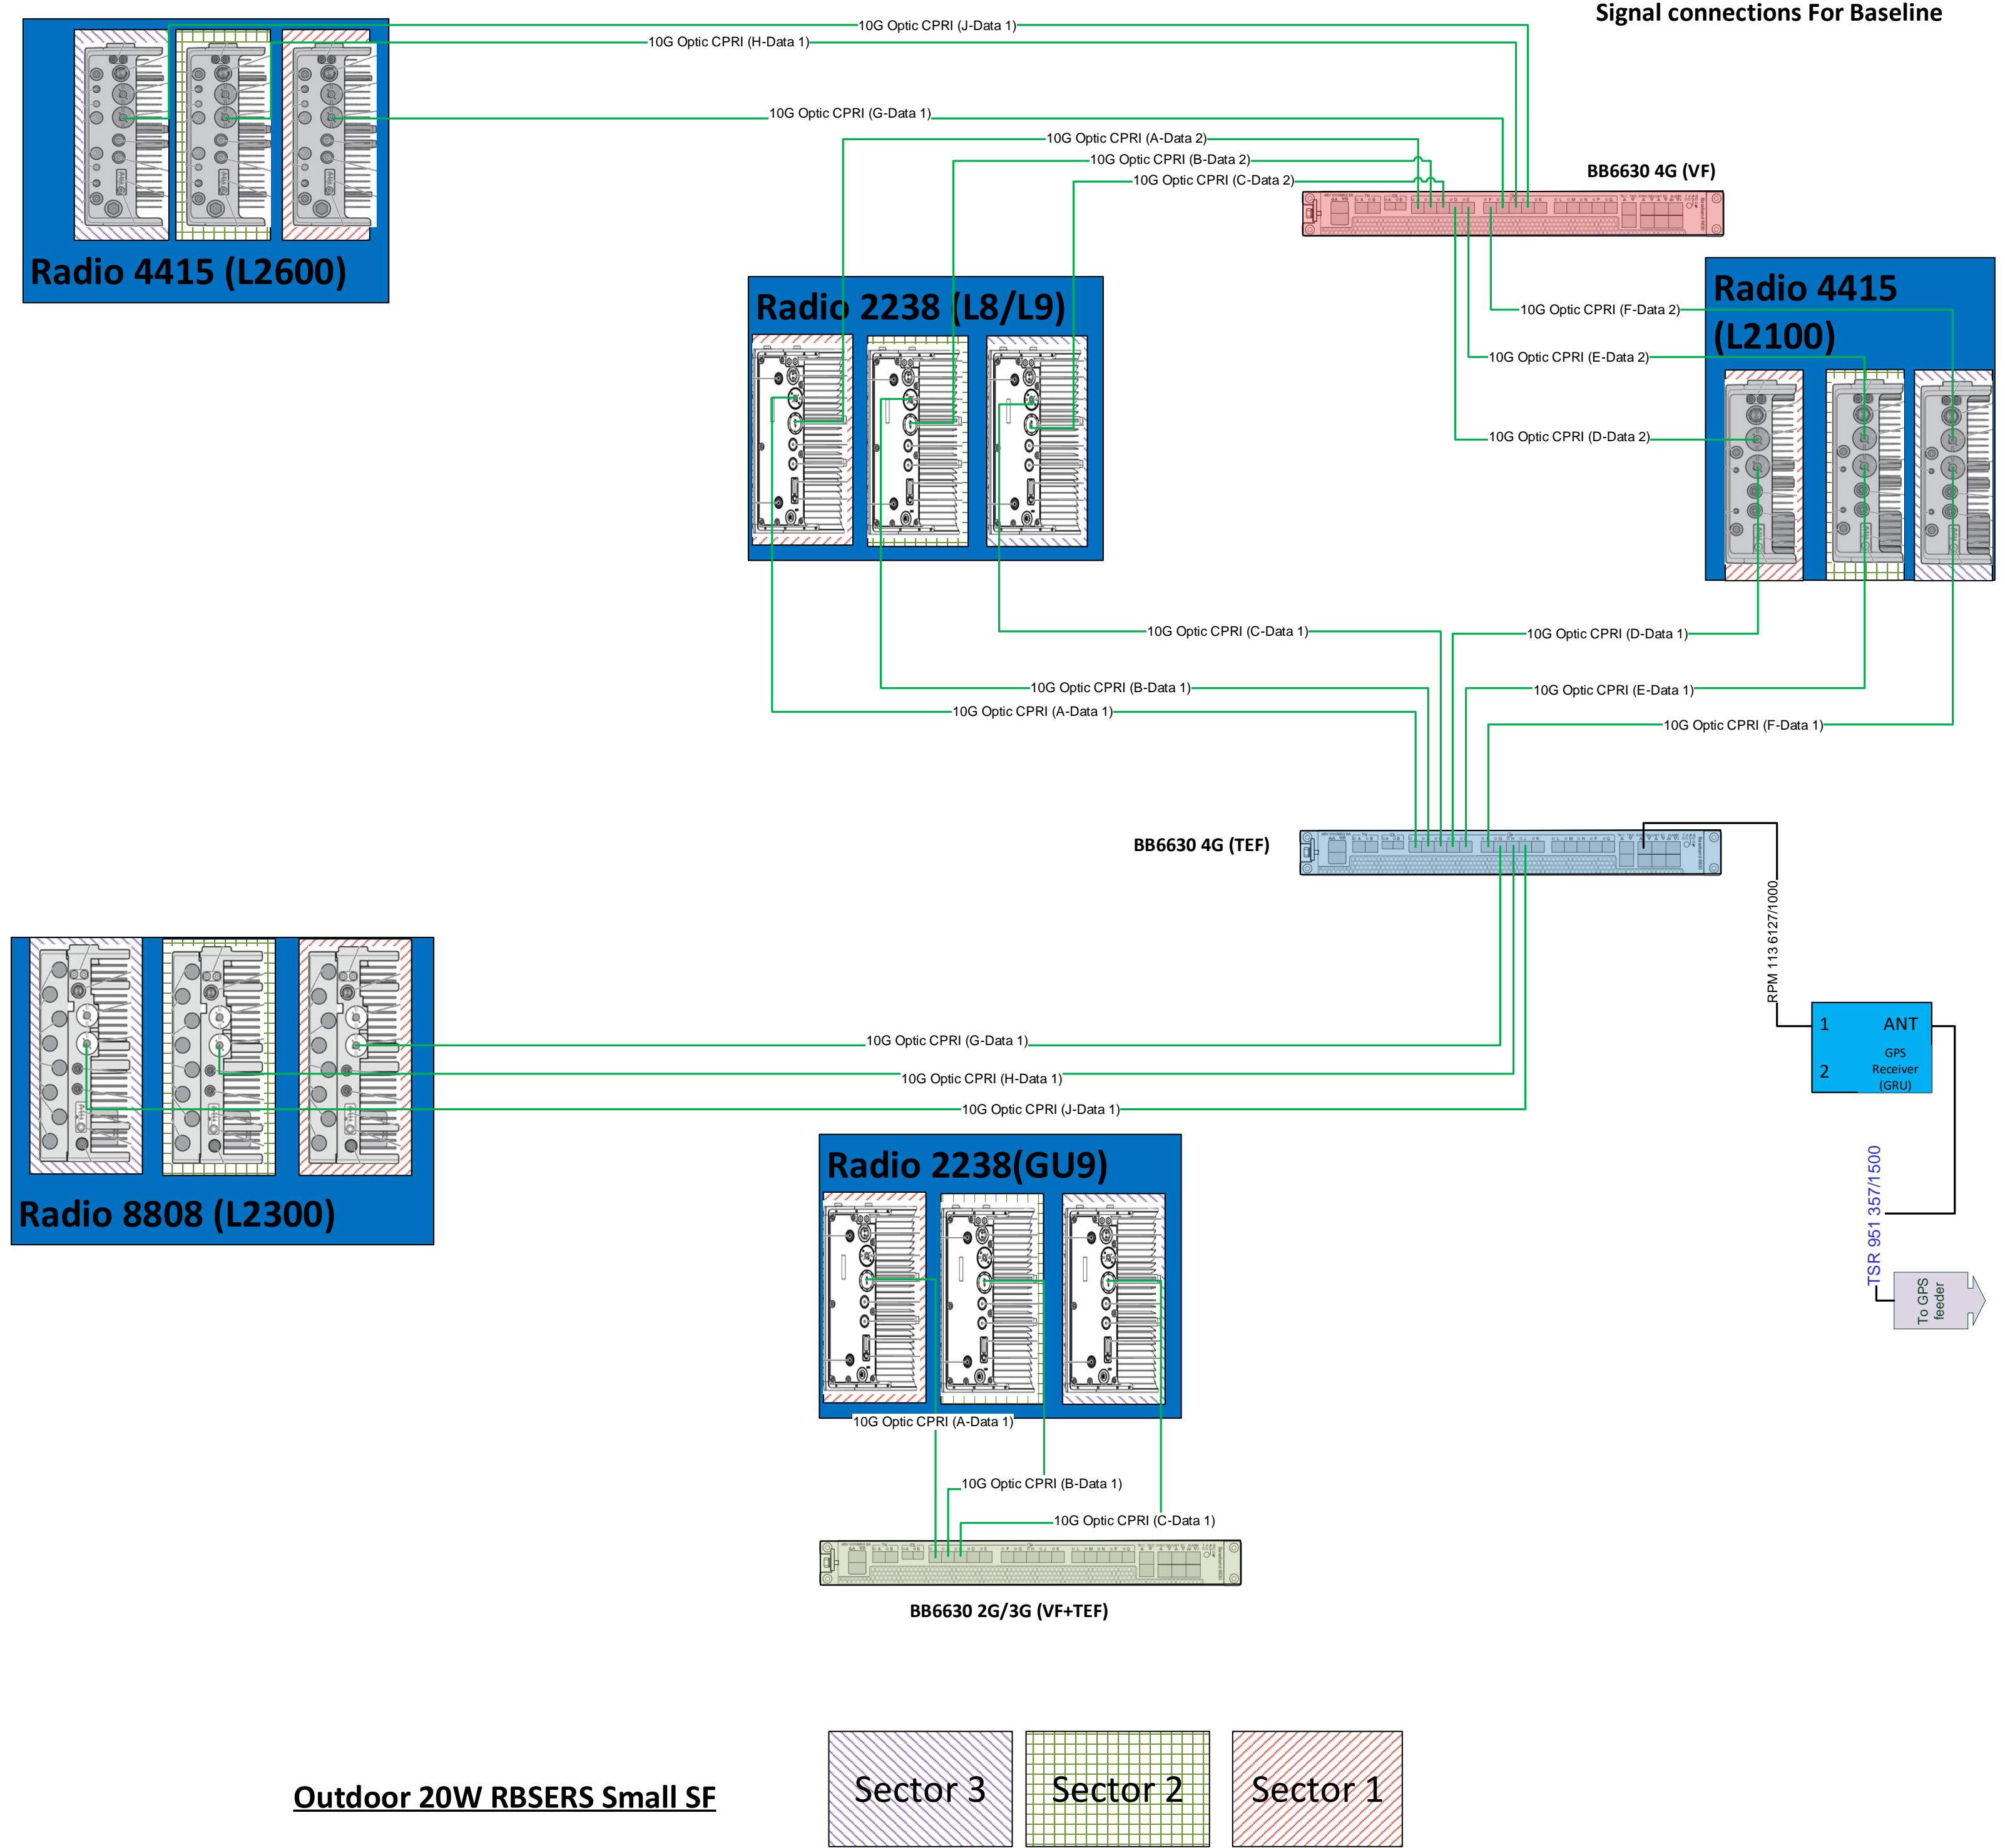 Signal connections For Baseline
10G Optic CPRI (J-Data 1)
10G Optic CPRI (H-Data 1)
10G Optic CPRI (G-Data 1)
10G Optic CPRI (A-Data 2)
10G Optic CPRI (B-Data 2)
10G Optic CPRI (C-Data 2)
BB6630 4G (VF)
Radio 4415 (L2600)
Radio 2238 (L8/L9)
Radio 4415
(L2100)
10G Optic CPRI (F-Data 2)
10G Optic CPRI (E-Data 2)
10G Optic CPRI (D-Data 2)
10G Optic CPRI (C-Data 1)
10G Optic CPRI (D-Data 1)
10G Optic CPRI (B-Data 1)
10G Optic CPRI (E-Data 1)
10G Optic CPRI (A-Data 1)
10G Optic CPRI (F-Data 1)
BB6630 4G (TEF)
RPM 113 6127/1000
1
ANT
2
GPS
Receiver
(GRU)
10G Optic CPRI (G-Data 1)
10G Optic CPRI (H-Data 1)
10G Optic CPRI (J-Data 1)
Radio 8808 (L2300)
Radio 2238(GU9)
TSR 951 357/1500
To GPS
feeder
10G Optic CPRI (A-Data 1)
10G Optic CPRI (B-Data 1)
10G Optic CPRI (C-Data 1)
BB6630 2G/3G (VF+TEF)
Outdoor 20W RBSERS Small SF
Sector 3
Sector 2
Sector 1